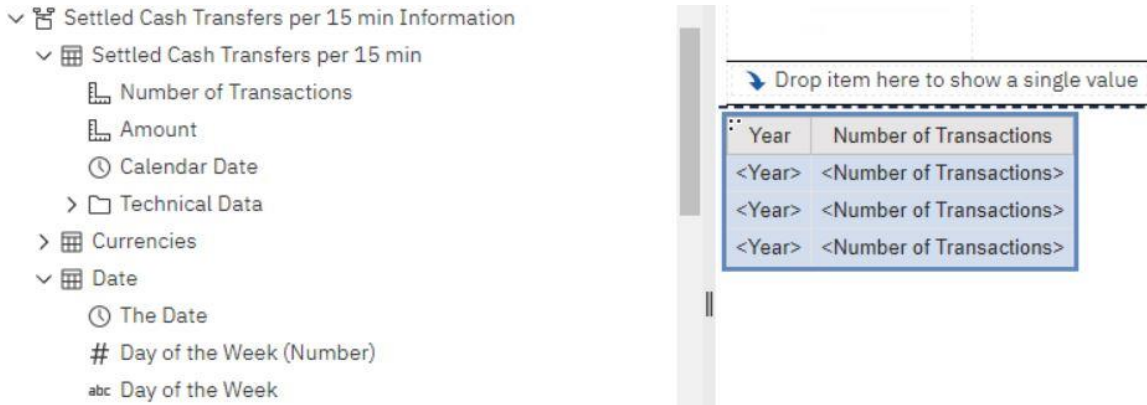 Settled Cash Transfers per 15 min Information
Settled Cash Transfers per 15 min
Number of Transactions
Amount
Calendar Date
Technical Data
Currencies
Date
The Date
# Day of the Week (Number)
abc Day of the Week
Drop item here to show a single value
Year Number of Transactions
<Year> <Number of Transactions>
<Year> <Number of Transactions>
<Year> <Number of Transactions>